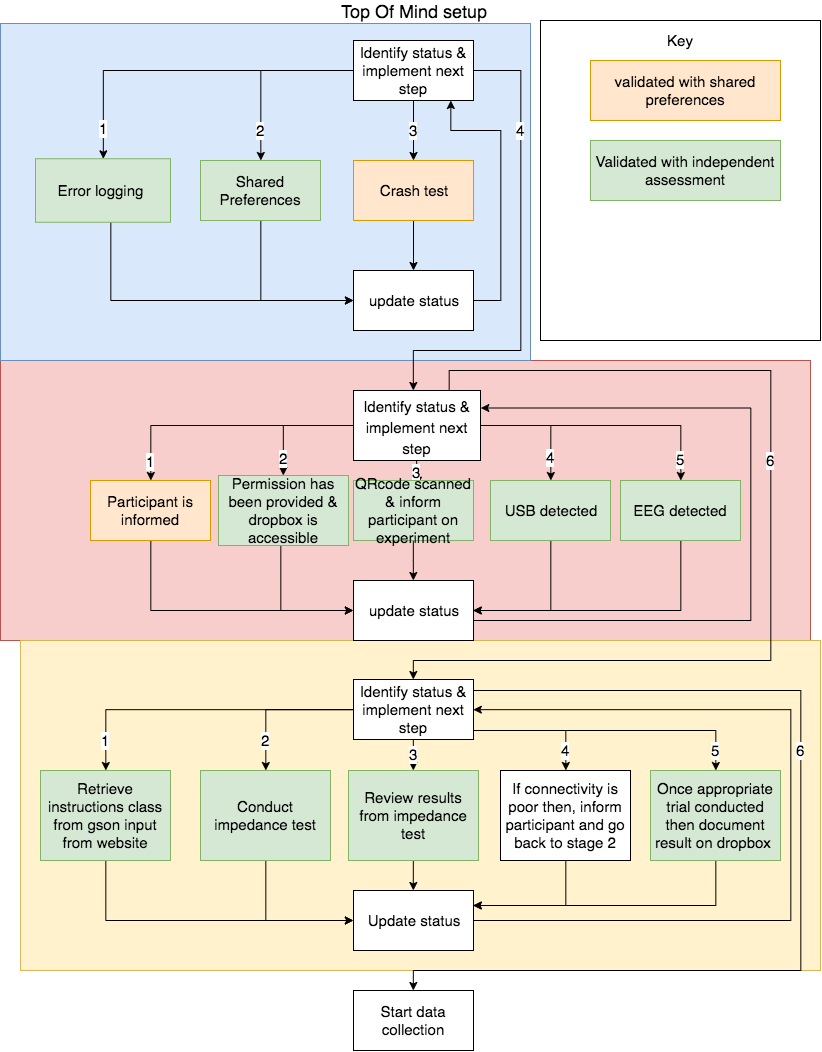 Top Of Mind setup
Identify status &
implement next
step
Key
validated with shared
preferences
1
2
3
4
Validated with independent
assessment
Error logging
Shared
Preferences
Crash test
update status
Identify status &
implement next
step
1
2
3
4
5
6
Participant is
informed
Permission has
been provided &
dropbox is
accessible
QRcode scanned
& inform
participant on
experiment
USB detected
EEG detected
update status
Identify status &
implement next
step
1
2
3
4
5
6
Retrieve
instructions class
from gson input
from website
Conduct
impedance test
Review results
from impedance
test
If connectivity is
poor then, inform
participant and go
back to stage 2
Once appropriate
trial conducted
then document
result on dropbox
Update status
Start data
collection